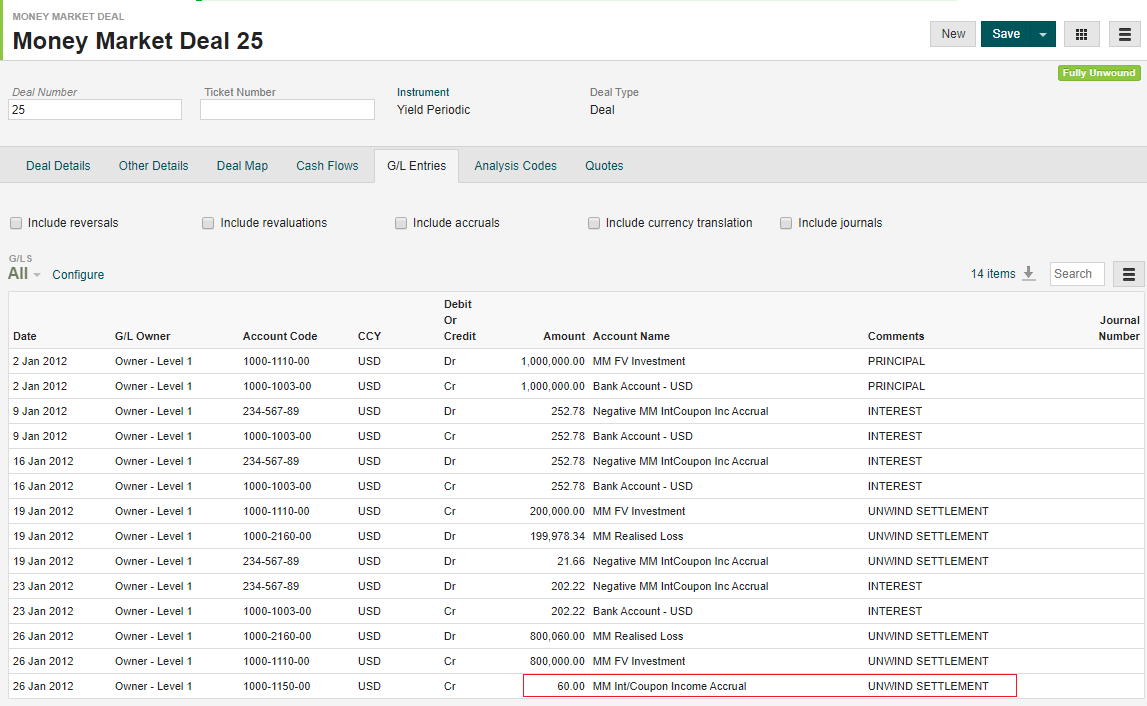 MONEY MARKET DEAL
Money Market Deal 25
New Save
Fully Unwound
Deal Number Ticket Number Instrument Deal Type
25 Yield Periodic Deal
Deal Details Other Details Deal Map Cash Flows G/L Entries Analysis Codes Quotes
Include reversals Include revaluations Include accruals Include currency translation Include journals
G/LS
All Configure 14 items Search
Date G/L Owner Account Code CCY Debit Or Credit Amount Account Name Comments Journal Number
2 Jan 2012 Owner - Level 1 1000-1110-00 USD Dr 1,000,000.00 MM FV Investment PRINCIPAL
2 Jan 2012 Owner - Level 1 1000-1003-00 USD Cr 1,000,000.00 Bank Account - USD PRINCIPAL
9 Jan 2012 Owner - Level 1 234-567-89 USD Dr 252.78 Negative MM IntCoupon Inc Accrual INTEREST
9 Jan 2012 Owner - Level 1 1000-1003-00 USD Cr 252.78 Bank Account - USD INTEREST
16 Jan 2012 Owner - Level 1 234-567-89 USD Dr 252.78 Negative MM IntCoupon Inc Accrual INTEREST
16 Jan 2012 Owner - Level 1 1000-1003-00 USD Cr 252.78 Bank Account - USD INTEREST
19 Jan 2012 Owner - Level 1 1000-1110-00 USD Cr 200,000.00 MM FV Investment UNWIND SETTLEMENT
19 Jan 2012 Owner - Level 1 1000-2160-00 USD Dr 199,978.34 MM Realised Loss UNWIND SETTLEMENT
19 Jan 2012 Owner - Level 1 234-567-89 USD Dr 21.66 Negative MM IntCoupon Inc Accrual UNWIND SETTLEMENT
23 Jan 2012 Owner - Level 1 234-567-89 USD Dr 202.22 Negative MM IntCoupon Inc Accrual INTEREST
23 Jan 2012 Owner - Level 1 1000-1003-00 USD Cr 202.22 Bank Account - USD INTEREST
26 Jan 2012 Owner - Level 1 1000-2160-00 USD Dr 800,060.00 MM Realised Loss UNWIND SETTLEMENT
26 Jan 2012 Owner - Level 1 1000-1110-00 USD Cr 800,000.00 MM FV Investment UNWIND SETTLEMENT
26 Jan 2012 Owner - Level 1 1000-1150-00 USD Cr 60.00 MM Int/Coupon Income Accrual UNWIND SETTLEMENT